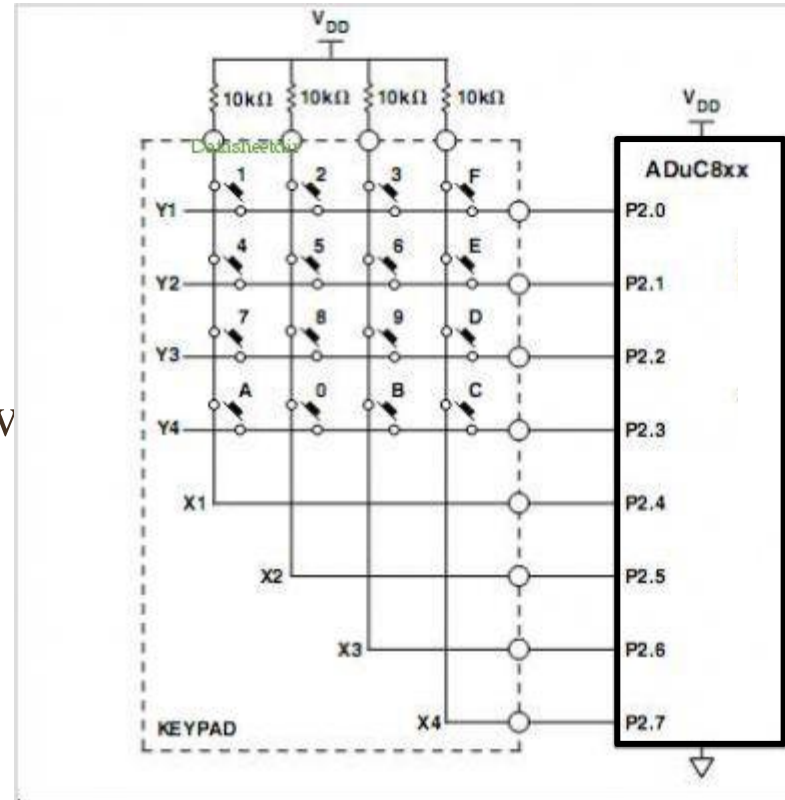 VDD
10kΩ 10kΩ 10kΩ 10kΩ
VDD
Datasheetdir
ADuC8xx
1 2 3 F
Y1 P2.0
4 5 6 E
Y2 P2.1
7 8 9 D
Y3 P2.2
A 0 B C
V
Y4 P2.3
X1 P2.4
X2 P2.5
X3 P2.6
KEYPAD X4 P2.7